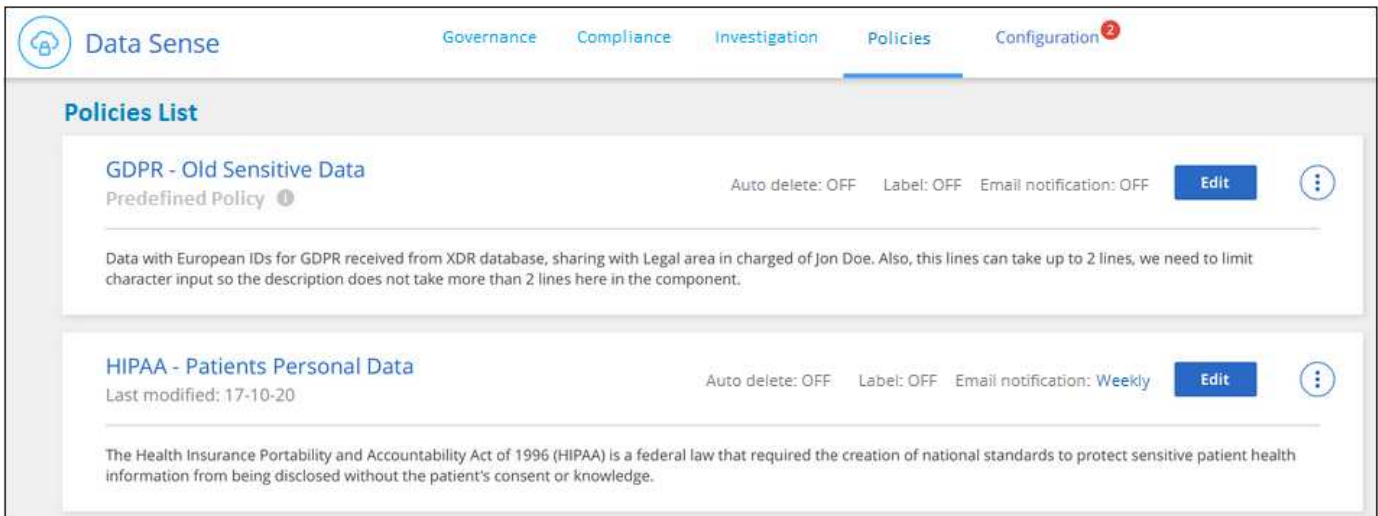 Data Sense
Governance Compliance Investigation Policies Configuration 2
Policies List
GDPR - Old Sensitive Data
Predefined Policy i
Auto delete: OFF Label: OFF Email notification: OFF Edit
Data with European IDs for GDPR received from XDR database, sharing with Legal area in charged of Jon Doe. Also, this lines can take up to 2 lines, we need to limit
character input so the description does not take more than 2 lines here in the component.
HIPAA - Patients Personal Data
Last modified: 17-10-20
Auto delete: OFF Label: OFF Email notification: Weekly Edit
The Health Insurance Portability and Accountability Act of 1996 (HIPAA) is a federal law that required the creation of national standards to protect sensitive patient health
information from being disclosed without the patient's consent or knowledge.